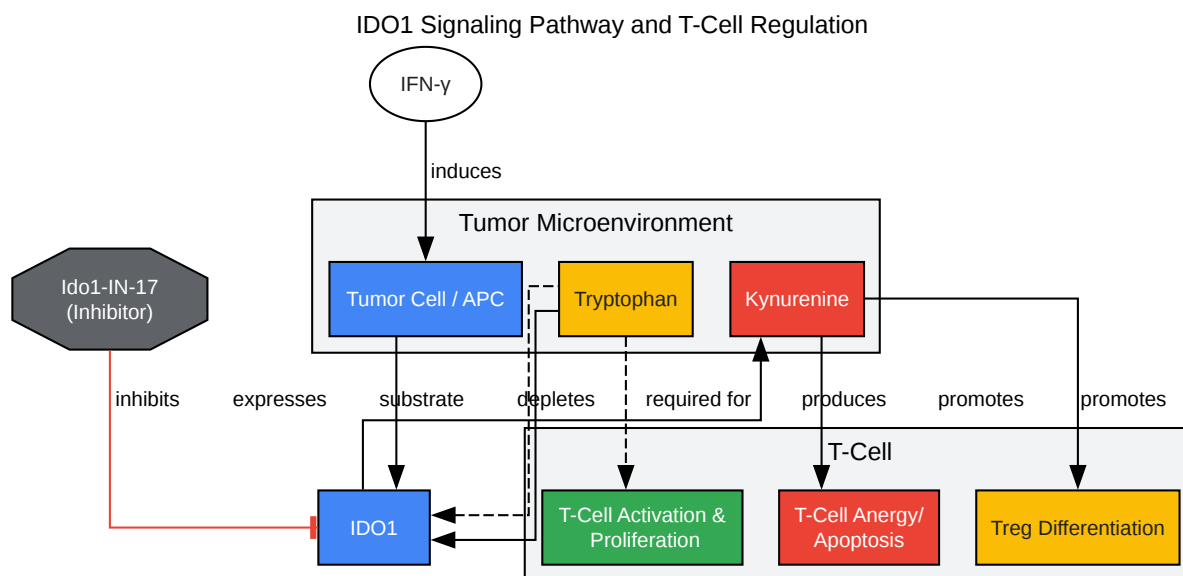 IDO1 Signaling Pathway and T-Cell Regulation
IFN-γ
induces
Tumor Microenvironment
Ido1-IN-17
(Inhibitor)
Tumor Cell / APC
Tryptophan
Kynurenine
inhibits
expresses
substrate
depletes
required for
produces
promotes
promotes
T-Cell
IDO1
T-Cell Activation &
Proliferation
T-Cell Anergy/
Apoptosis
Treg Differentiation